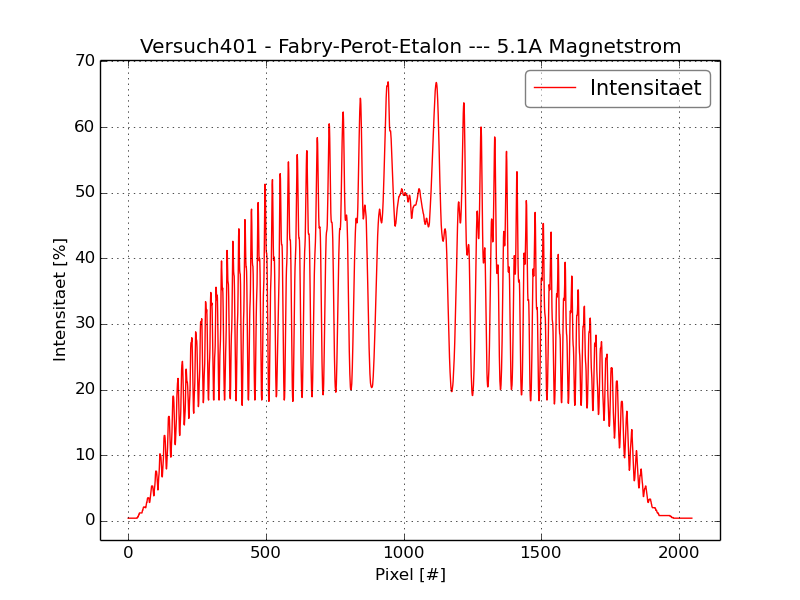 Versuch401 - Fabry-Perot-Etalon --- 5.1A Magnetstrom
Intensitaet
70
60
50
40
30
20
10
0
Intensitaet [%]
0 500 1000 1500 2000
Pixel [#]